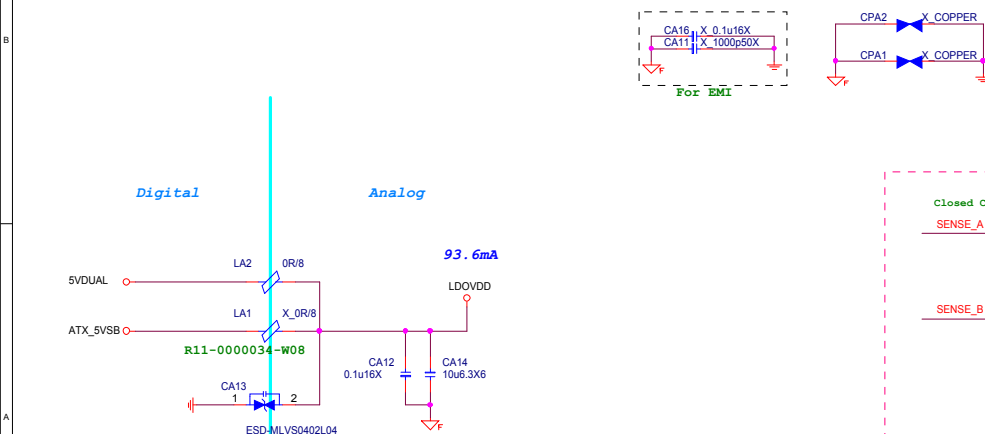 B
CA16 X_0.1u16X
CA11 X_1000p50X
F
For EMI
CPA2 X_COPPER
CPA1 X_COPPER
F
Digital
Analog
Closed C
SENSE_A
93.6mA
LA2 0R/8
5VDUAL
LDOVDD
SENSE_B
LA1 X_0R/8
ATX_5VSB
R11-0000034-W08
CA12
0.1u16X
CA14
10u6.3X6
CA13
1 2
A
F
ESD-MLVS0402L04